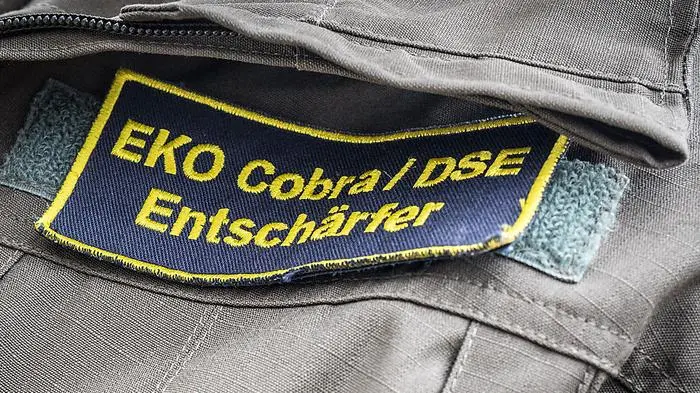 EKO Cobra / DSE
Entschärfer